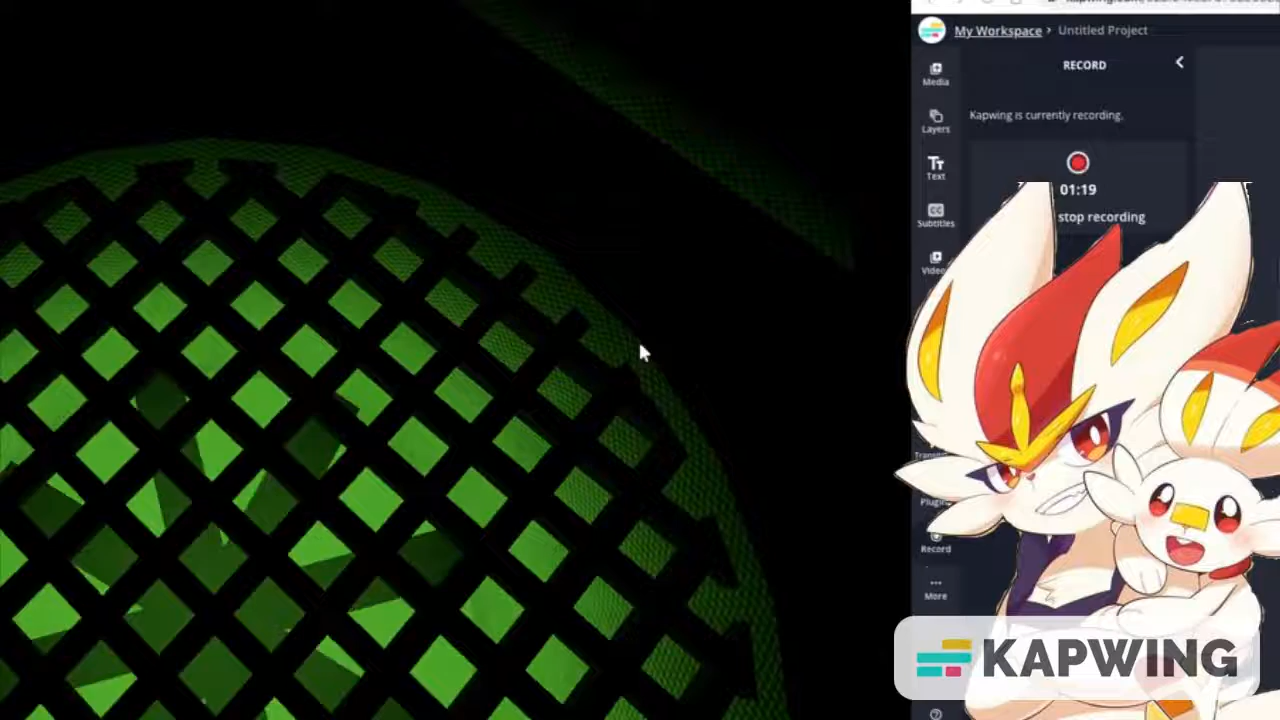 My Workspace › Untitled Project
RECORD
Media
Kapwing is currently recording.
Layers
Text
01:19
Subtitles
stop recording
Record
More
KAPWING